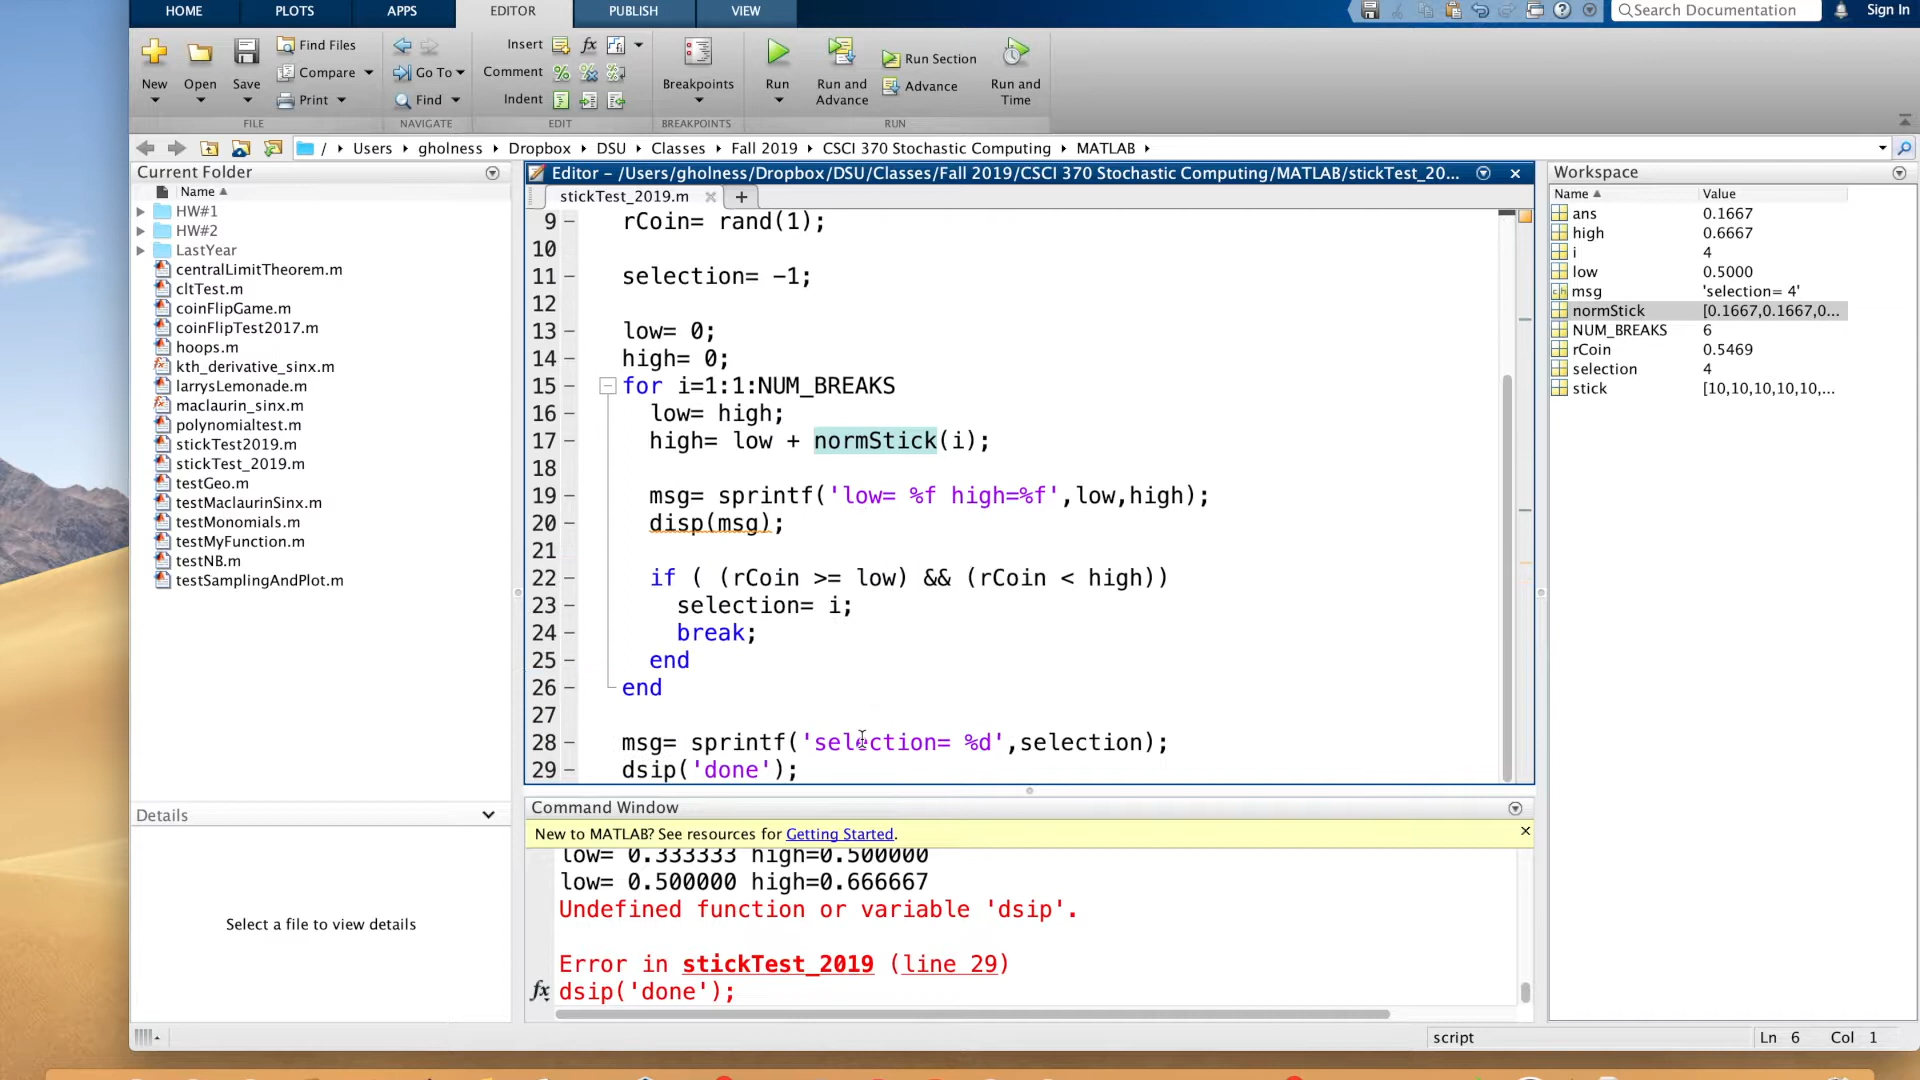 HOME PLOTS APPS EDITOR PUBLISH VIEW Search Documentation Sign In
New Open Save Find Files Compare Print FILE
Go To Find NAVIGATE
Insert fx Comment Indent EDIT
Breakpoints BREAKPOINTS
Run Run and Advance Run Section Advance Run and Time RUN
/ Users gholness Dropbox DSU Classes Fall 2019 CSCI 370 Stochastic Computing MATLAB
Current Folder
Name
HW#1
HW#2
LastYear
centralLimitTheorem.m
cltTest.m
coinFlipGame.m
coinFlipTest2017.m
hoops.m
kth_derivative_sinx.m
larrysLemonade.m
maclaurin_sinx.m
polynomialtest.m
stickTest2019.m
stickTest_2019.m
testGeo.m
testMaclaurinSinx.m
testMonomials.m
testMyFunction.m
testNB.m
testSamplingAndPlot.m
Details
Select a file to view details
Editor - /Users/gholness/Dropbox/DSU/Classes/Fall 2019/CSCI 370 Stochastic Computing/MATLAB/stickTest_20...
stickTest_2019.m
9 rCoin= rand(1);
10
11 selection= -1;
12
13 low= 0;
14 high= 0;
15 for i=1:1:NUM_BREAKS
16 low= high;
17 high= low + normStick(i);
18
19 msg= sprintf('low= %f high=%f',low,high);
20 disp(msg);
21
22 if ( (rCoin >= low) && (rCoin < high))
23 selection= i;
24 break;
25 end
26 end
27
28 msg= sprintf('selection= %d',selection);
29 dsip('done');
Command Window
New to MATLAB? See resources for Getting Started.
low= 0.333333 high=0.500000
low= 0.500000 high=0.666667
Undefined function or variable 'dsip'.
Error in stickTest_2019 (line 29)
fx dsip('done');
Workspace
Name Value
ans 0.1667
high 0.6667
i 4
low 0.5000
msg 'selection= 4'
normStick [0.1667,0.1667,0...
NUM_BREAKS 6
rCoin 0.5469
selection 4
stick [10,10,10,10,10,...
script Ln 6 Col 1